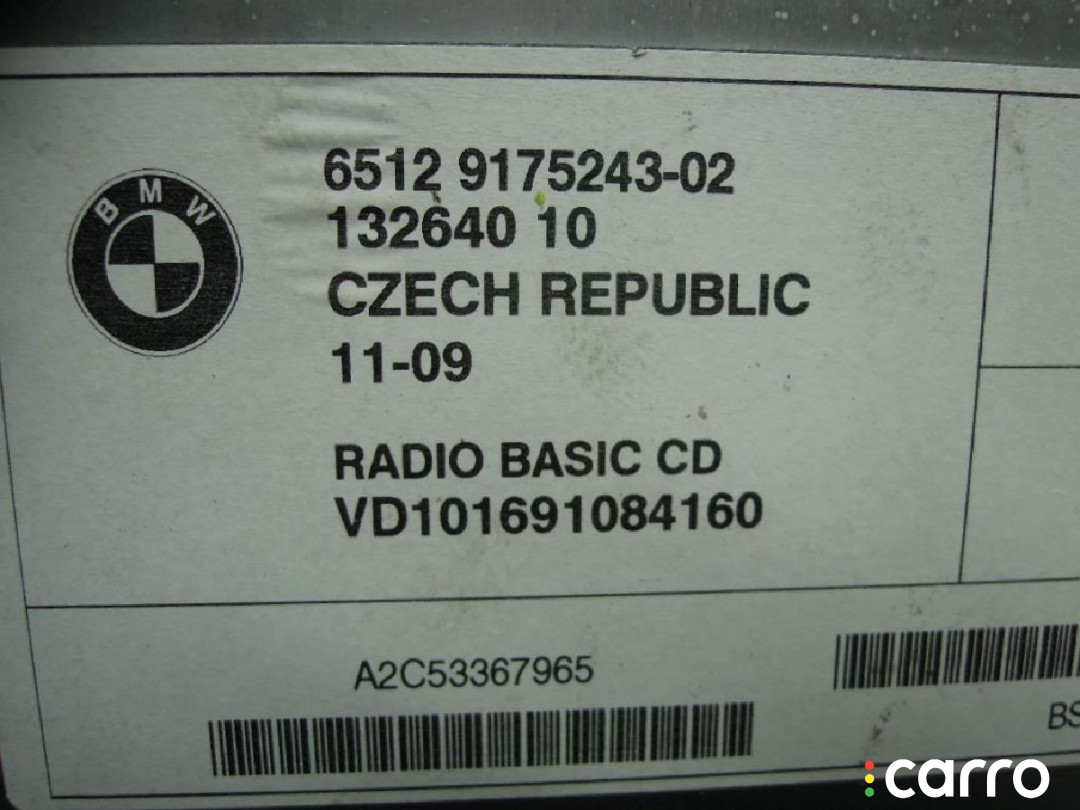 BMW
6512 9175243-02
132640 10
CZECH REPUBLIC
11-09
RADIO BASIC CD
VD101691084160
A2C53367965
BS
carro